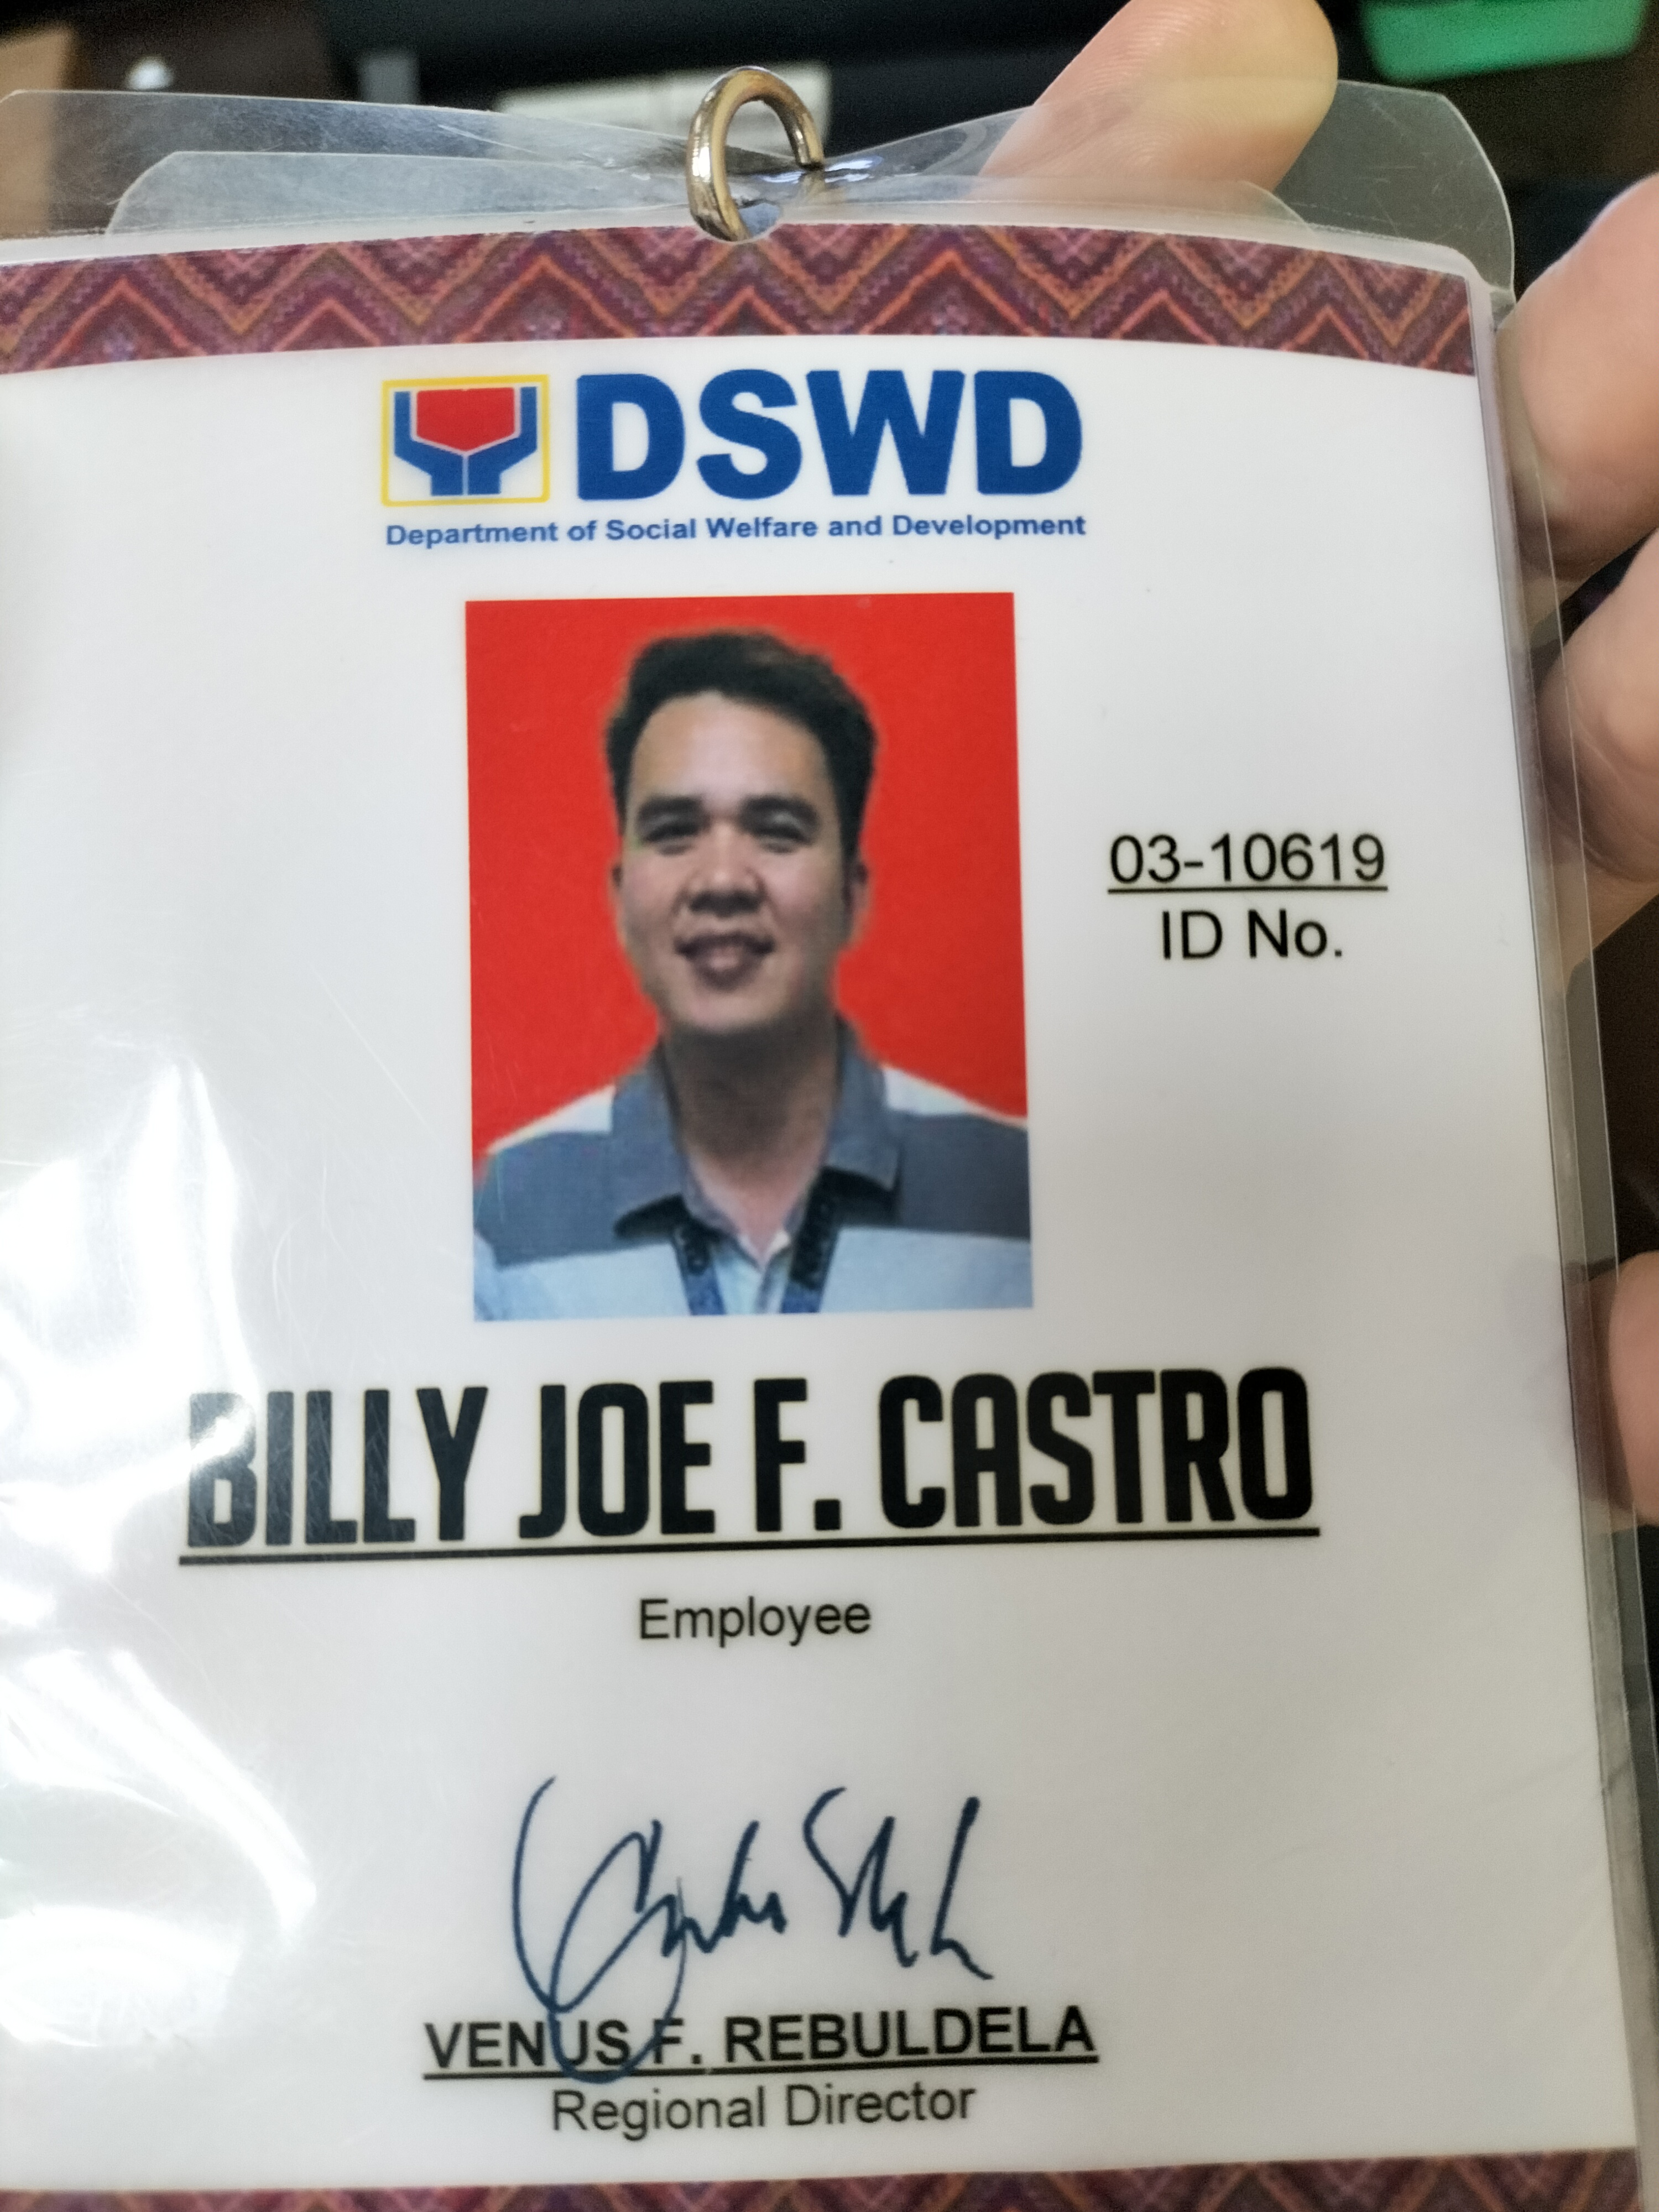 DSWD
Department of Social Welfare and Development
03-10619
ID No.
BILLY JOE F. CASTRO
Employee
VENUS F. REBULDELA
Regional Director